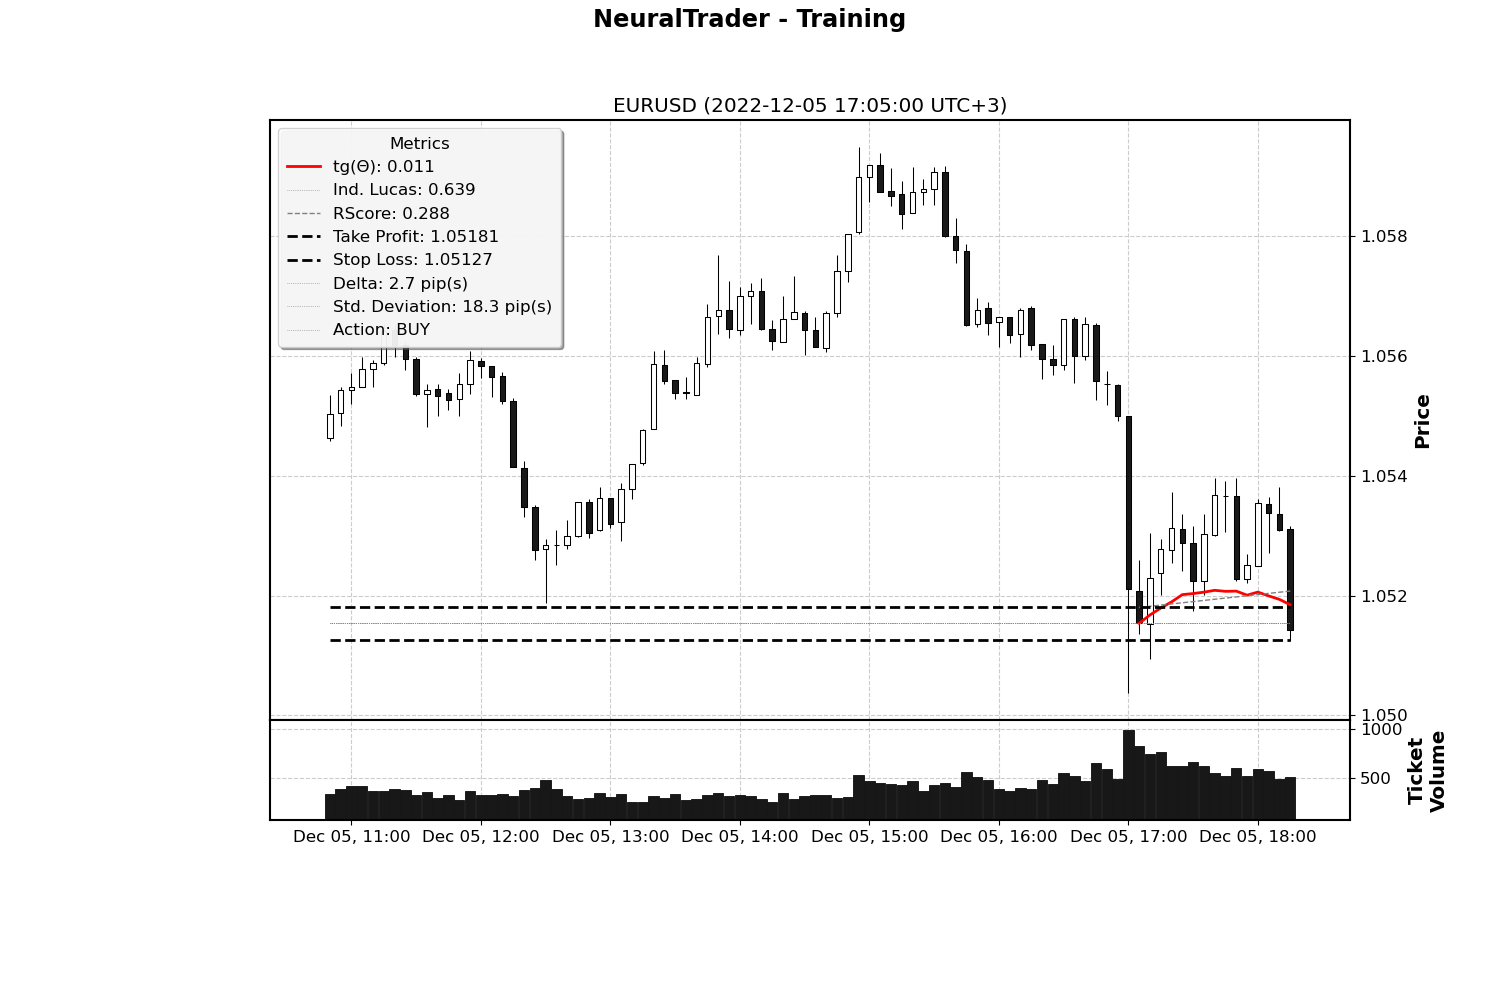 NeuralTrader - Training
EURUSD (2022-12-05 17:05:00 UTC+3)
Metrics
tg(Θ): 0.011
Ind. Lucas: 0.639
RScore: 0.288
Take Profit: 1.05181
Stop Loss: 1.05127
Delta: 2.7 pip(s)
Std. Deviation: 18.3 pip(s)
Action: BUY
1.058
1.056
1.054
1.052
1.050
Price
1000
500
Ticket
Volume
Dec 05, 11:00 Dec 05, 12:00 Dec 05, 13:00 Dec 05, 14:00 Dec 05, 15:00 Dec 05, 16:00 Dec 05, 17:00 Dec 05, 18:00